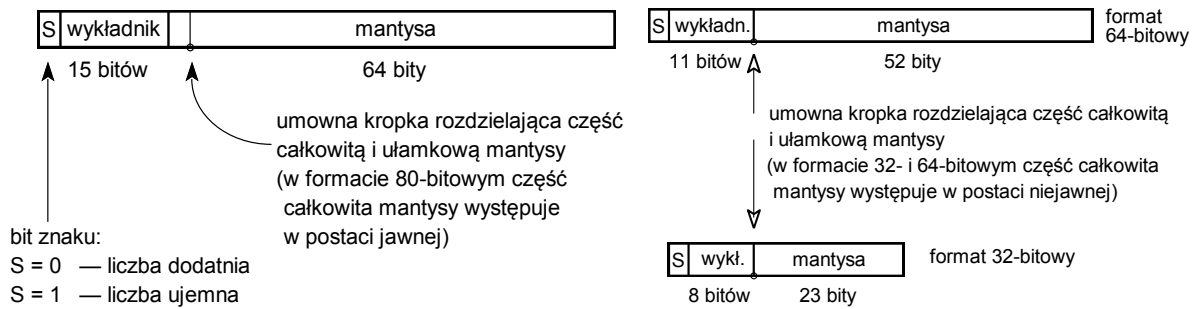 S wykładnik mantysa
15 bitów 64 bity
umowna kropka rozdzielająca część
całkowitą i ułamkową mantysy
(w formacie 80-bitowym część
całkowita mantysy występuje
w postaci jawnej)
bit znaku:
S = 0 — liczba dodatnia
S = 1 — liczba ujemna
S wykładn. mantysa
format
64-bitowy
11 bitów 52 bity
umowna kropka rozdzielająca część całkowitą
i ułamkową mantysy
(w formacie 32- i 64-bitowym część całkowita
mantysy występuje w postaci niejawnej)
S wykł. mantysa format 32-bitowy
8 bitów 23 bity